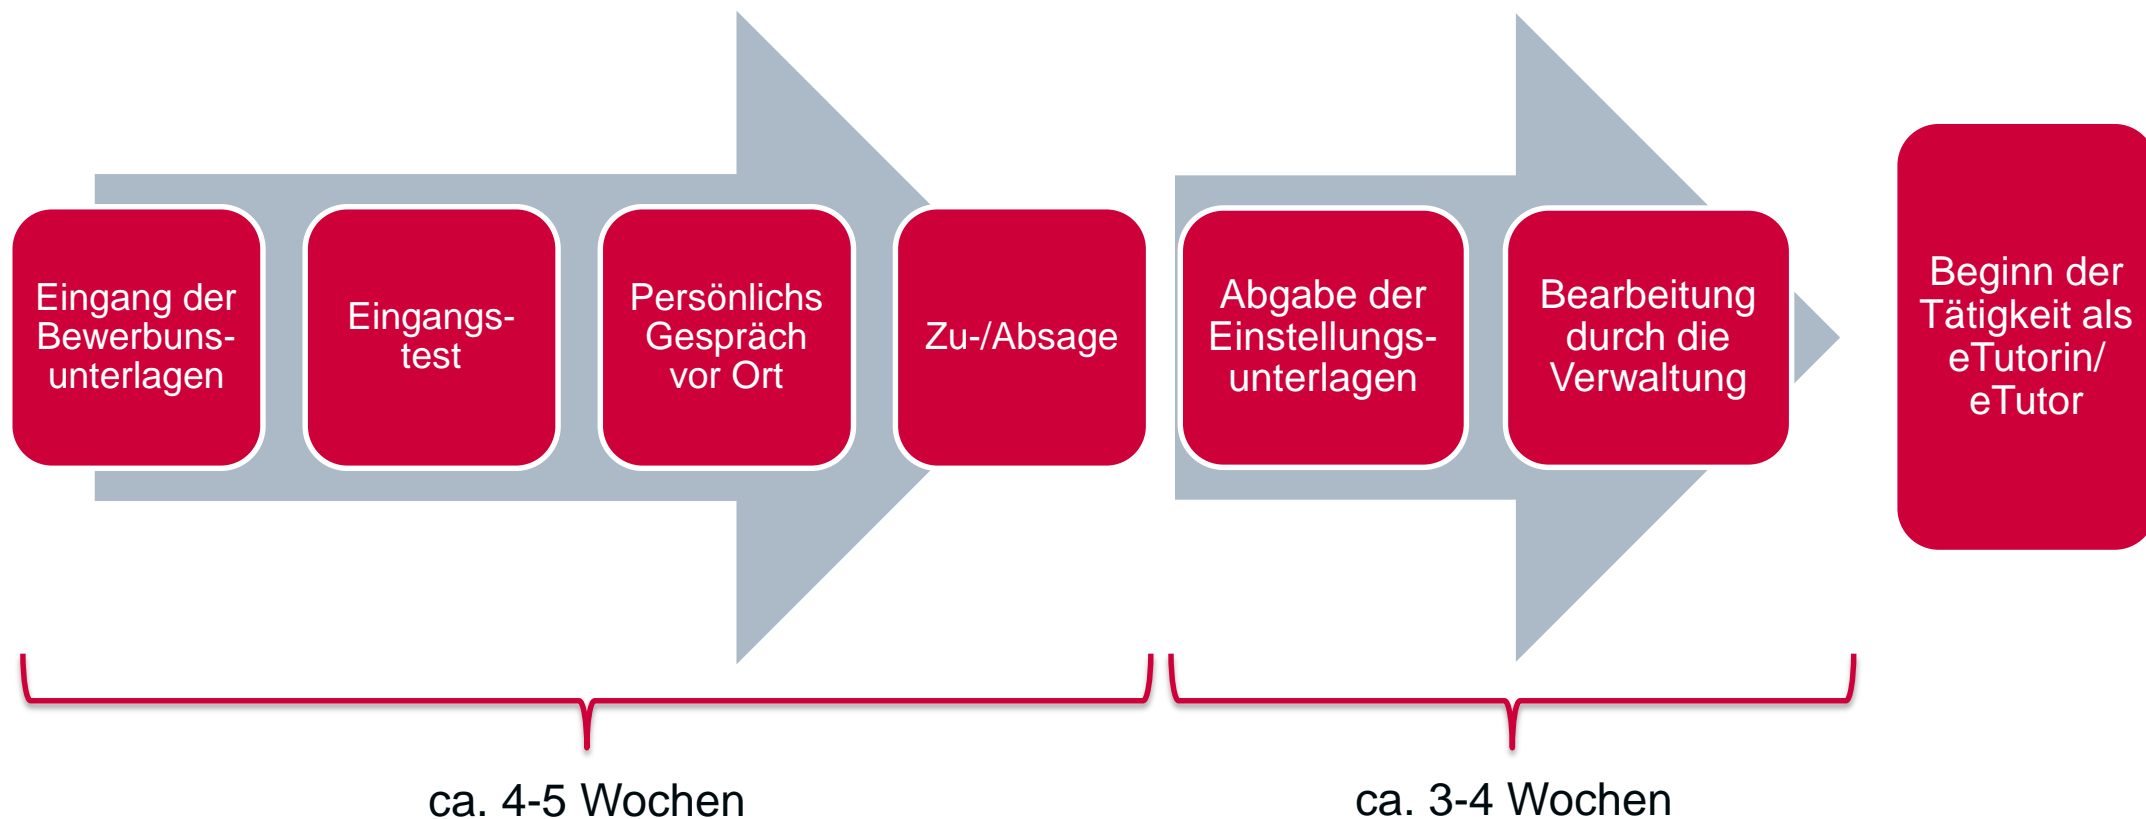 Eingang der
Bewerbuns-
unterlagen
Eingangs-
test
Persönlichs
Gespräch
vor Ort
Zu-/Absage
Abgabe der
Einstellungs-
unterlagen
Bearbeitung
durch die
Verwaltung
Beginn der
Tätigkeit als
eTutorin/
eTutor
ca. 4-5 Wochen
ca. 3-4 Wochen